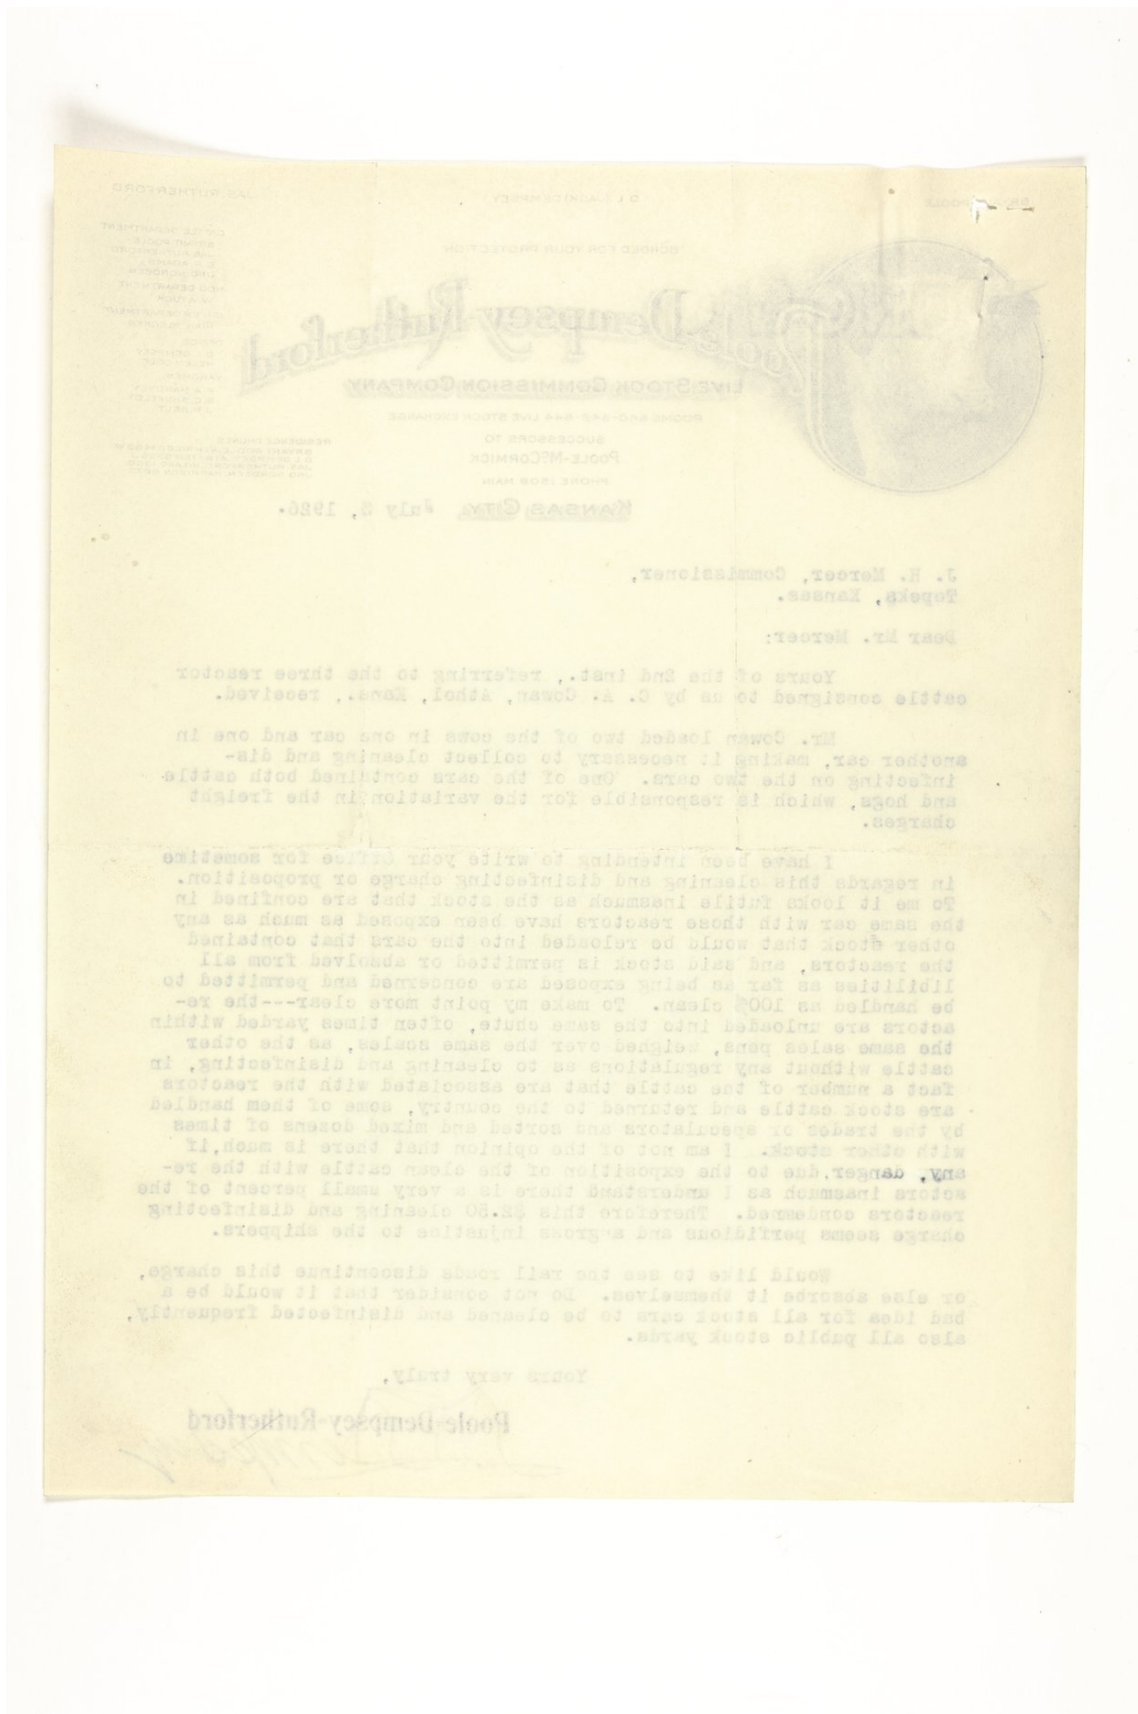 BONDED FOR YOUR PROTECTION
Poole-Dempsey-Rutherford
LIVE STOCK COMMISSION COMPANY
ROOMS LIVE STOCK EXCHANGE
SUCCESSORS TO
POOLE-McCORMICK
PHONE MAIN
KANSAS CITY, July 3, 1926.
JAS RUTHERFORD
CATTLE DEPARTMENT
RESIDENCE PHONES
J. H. Mercer, Commissioner,
Topeka, Kansas.
Dear Mr. Mercer:
Yours of the 2nd inst., referring to the three reactor
cattle consigned to us by C. A. Cowan, Athol, Kans., received.
Mr. Cowan loaded two of the cows in one car and one in
another car, making it necessary to collect cleaning and dis-
infecting on the two cars. One of the cars contained both cattle
and hogs, which is responsible for the variation in the freight
charges.
I have been intending to write your office for sometime
in regards this cleaning and disinfecting charge or proposition.
To me it looks futile inasmuch as the stock that are confined in
the same car with those reactors have been exposed as much as any
other stock that would be reloaded into the cars that contained
the reactors, and said stock is permitted or absolved from all
libilities as far as being exposed are concerned and permitted to
be handled as 100% clean. To make my point more clear---the re-
actors are unloaded into the same chute, often times yarded within
the same sales pens, weighed over the same scales, as the other
cattle without any regulations as to cleaning and disinfecting, in
fact a number of the cattle that are associated with the reactors
are stock cattle and returned to the country, some of them handled
by the trader or speculators and sorted and mixed dozens of times
with other stock. I am not of the opinion that there is much,if
any, danger,due to the exposition of the clean cattle with the re-
actors inasmuch as I understand there is a very small percent of the
reactors condemned. Therefore this $2.50 cleaning and disinfecting
charge seems perfidious and agross injustice to the shippers.
Would like to see the rail roads discontinue this charge,
or else absorbe it themselves. Do not consider that it would be a
bad idea for all stock cars to be cleaned and disinfected frequently,
also all public stock yards.
Yours very truly,
Poole-Dempsey-Rutherford